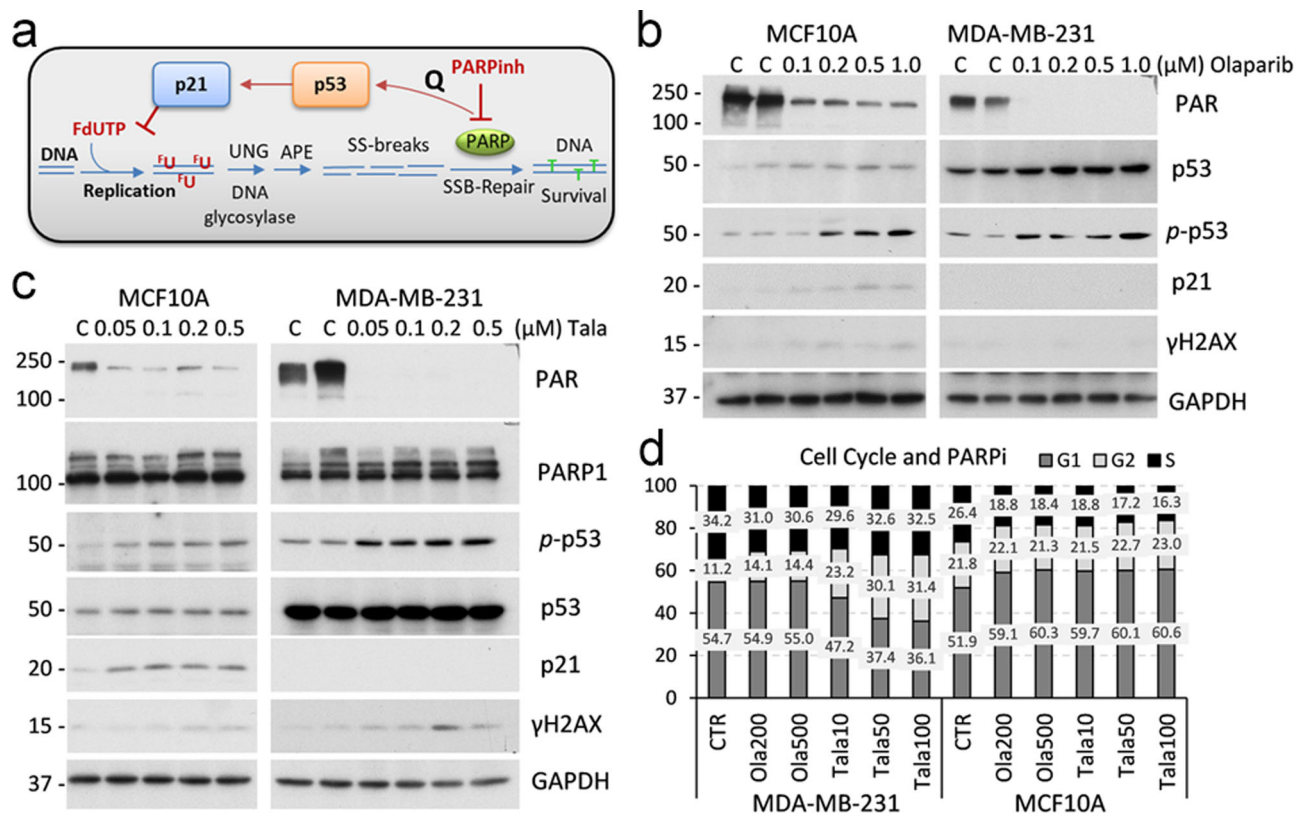 a
p21
p53
Q
PARPinh
FdUTP
PARP
DNA
FU FU
FU
UNG
APE
SS-breaks
DNA
Replication
DNA
glycosylase
SSB-Repair
Survival
b
MCF10A
MDA-MB-231
C C 0.1 0.2 0.5 1.0 C C 0.1 0.2 0.5 1.0 (μM) Olaparib
250 -
100 -
PAR
50 -
p53
50 -
p-p53
20 -
p21
15 -
γH2AX
37 -
GAPDH
c
MCF10A
MDA-MB-231
C 0.05 0.1 0.2 0.5 C C 0.05 0.1 0.2 0.5 (μM) Tala
250 -
100 -
PAR
100 -
PARP1
50 -
p-p53
50 -
p53
20 -
p21
15 -
γH2AX
37 -
GAPDH
d
Cell Cycle and PARPi
G1 G2 S
100
80
60
40
20
0
34.2 31.0 30.6 29.6 32.6 32.5 26.4 18.8 18.4 18.8 17.2 16.3
11.2 14.1 14.4 23.2 30.1 31.4 21.8 22.1 21.3 21.5 22.7 23.0
54.7 54.9 55.0 47.2 37.4 36.1 51.9 59.1 60.3 59.7 60.1 60.6
CTR Ola200 Ola500 Tala10 Tala50 Tala100 CTR Ola200 Ola500 Tala10 Tala50 Tala100
MDA-MB-231
MCF10A